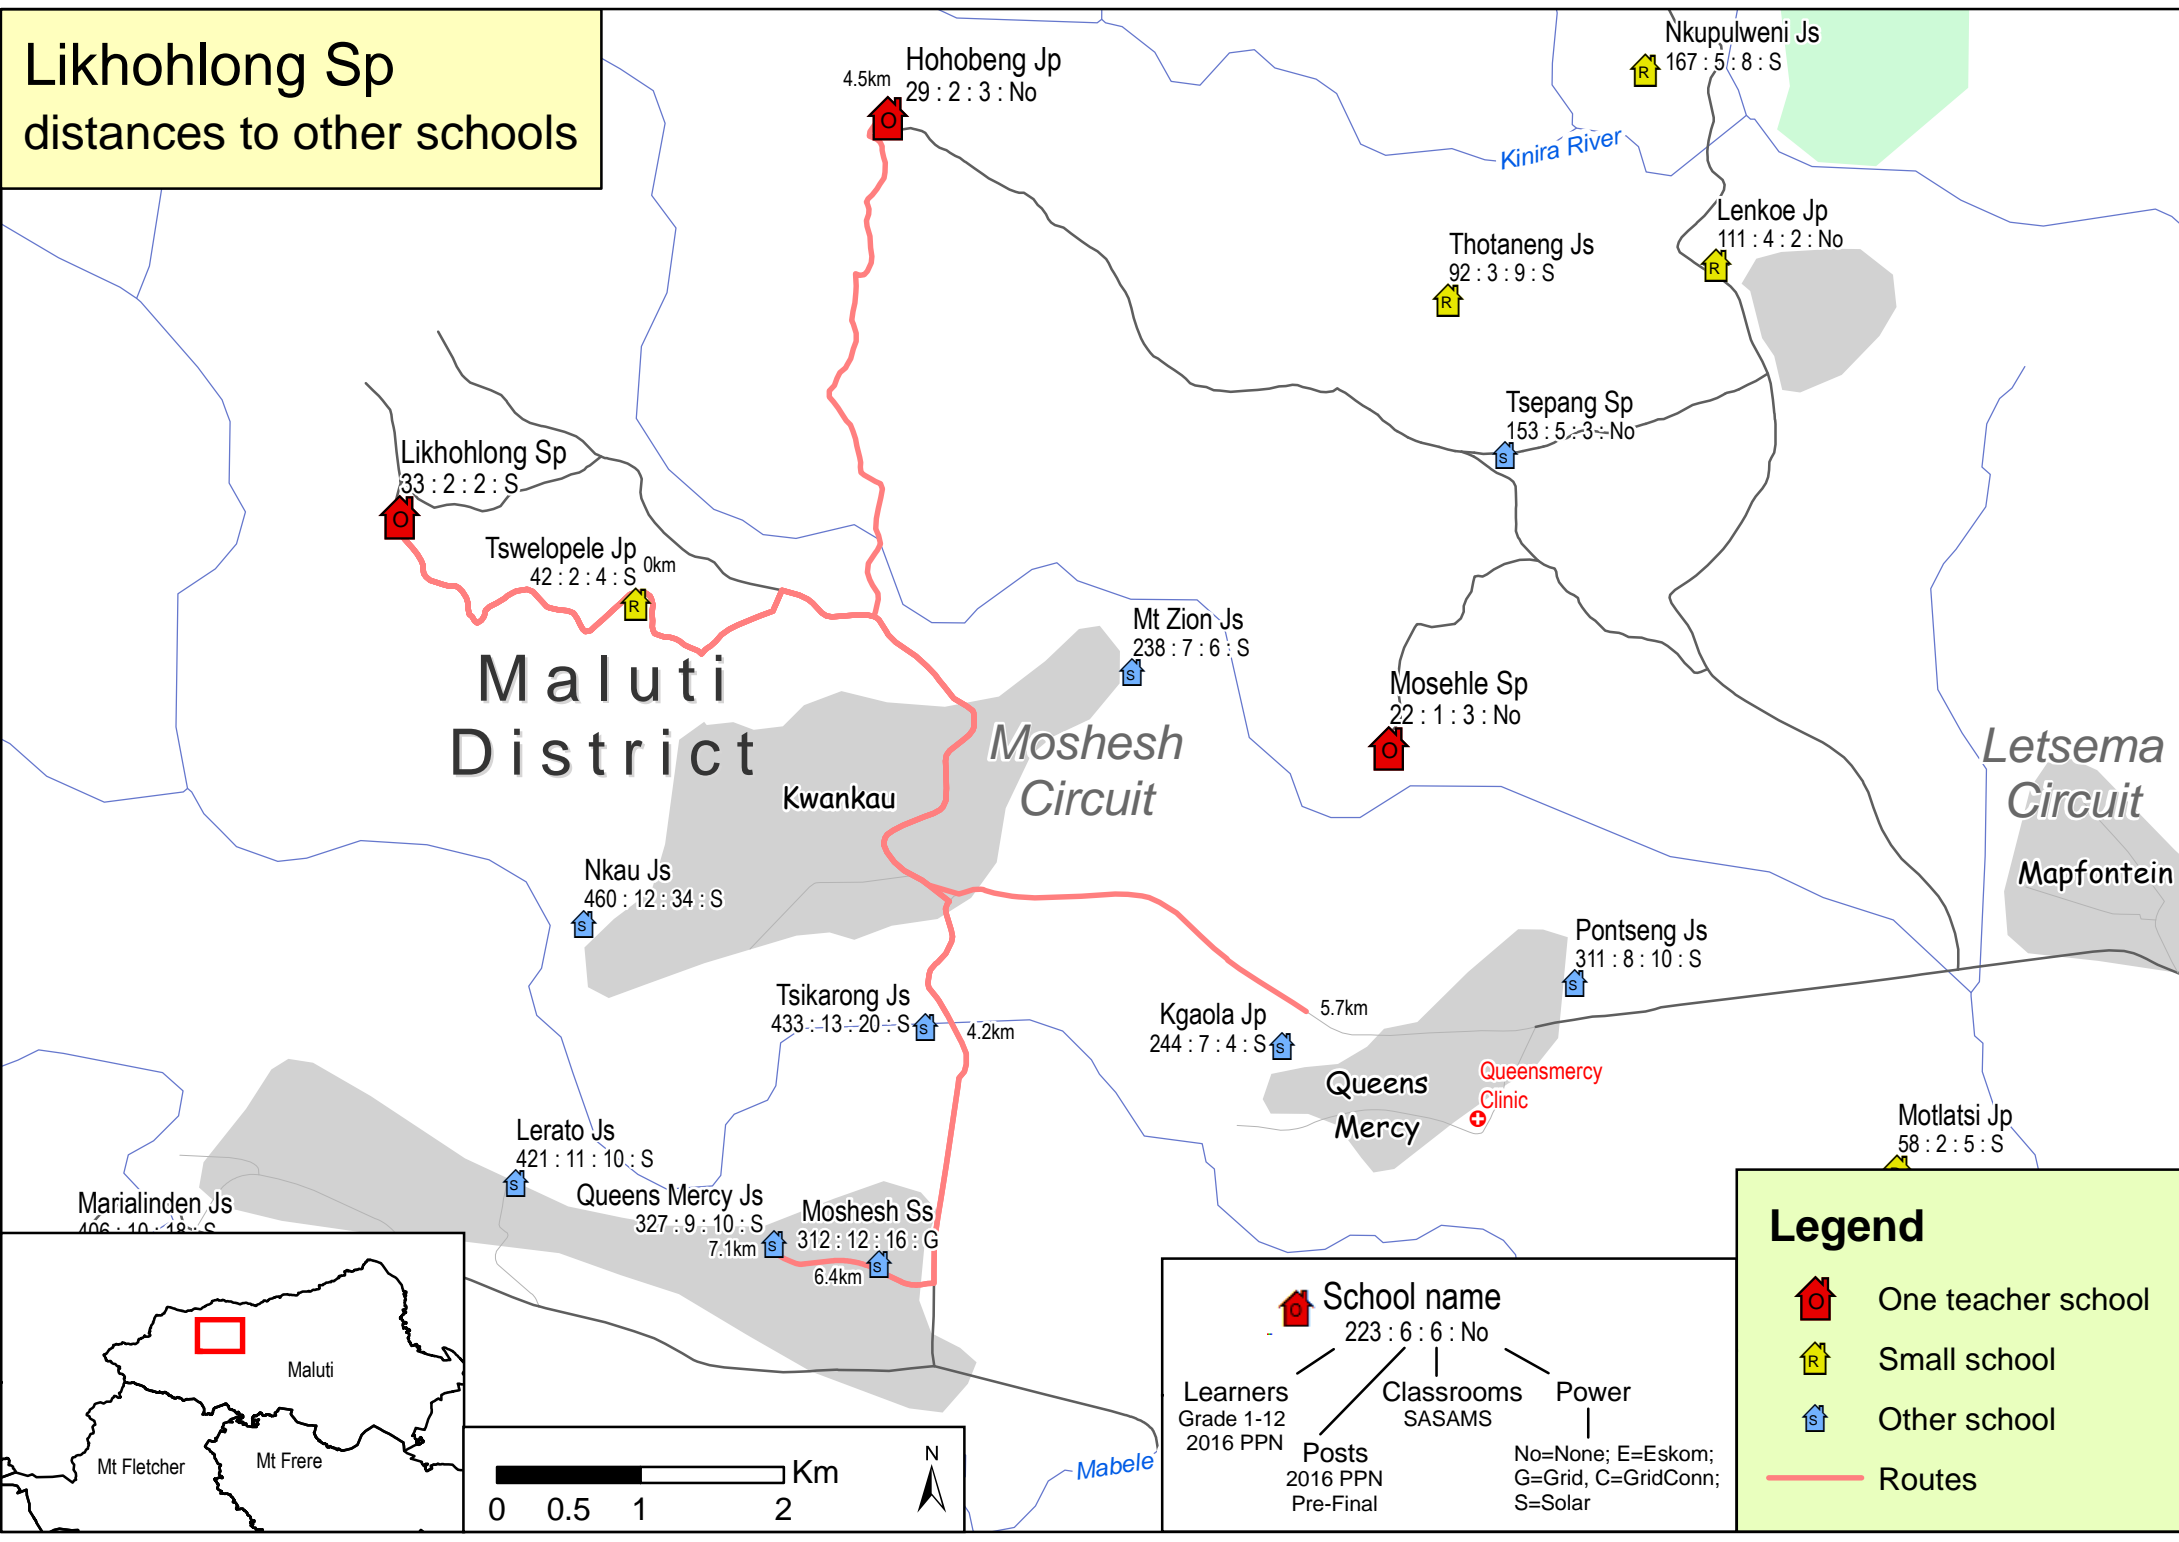 Likhohlong Sp
distances to other schools
4.5km
Hohobeng Jp
29 : 2 : 3 : No
Nkupulweni Js
167 : 5 : 8 : S
R
O
Kinira River
Lenkoe Jp
111 : 4 : 2 : No
R
Thotaneng Js
92 : 3 : 9 : S
R
Tsepang Sp
153 : 5 : 3 : No
S
Likhohlong Sp
33 : 2 : 2 : S
O
Tswelopele Jp
42 : 2 : 4 : S
0km
R
Mt Zion Js
238 : 7 : 6 : S
S
Maluti
District
Mosehle Sp
22 : 1 : 3 : No
O
Moshesh
Circuit
Letsema
Circuit
Kwankau
Mapfontein
Nkau Js
460 : 12 : 34 : S
S
Pontseng Js
311 : 8 : 10 : S
S
Tsikarong Js
433 : 13 : 20 : S
S
4.2km
Kgaola Jp
244 : 7 : 4 : S
S
5.7km
Queens
Mercy
Queensmercy
Clinic
Motlatsi Jp
58 : 2 : 5 : S
Lerato Js
421 : 11 : 10 : S
S
Marialinden Js
406 : 10 : 18 : S
Queens Mercy Js
327 : 9 : 10 : S
7.1km
S
Moshesh Ss
312 : 12 : 16 : G
6.4km
S
Maluti
Mt Fletcher
Mt Frere
Km
0 0.5 1 2
N
Mabele
O
School name
223 : 6 : 6 : No
Learners
Grade 1-12
2016 PPN
Posts
2016 PPN
Pre-Final
Classrooms
SASAMS
Power
No=None; E=Eskom;
G=Grid, C=GridConn;
S=Solar
Legend
O One teacher school
R Small school
S Other school
Routes